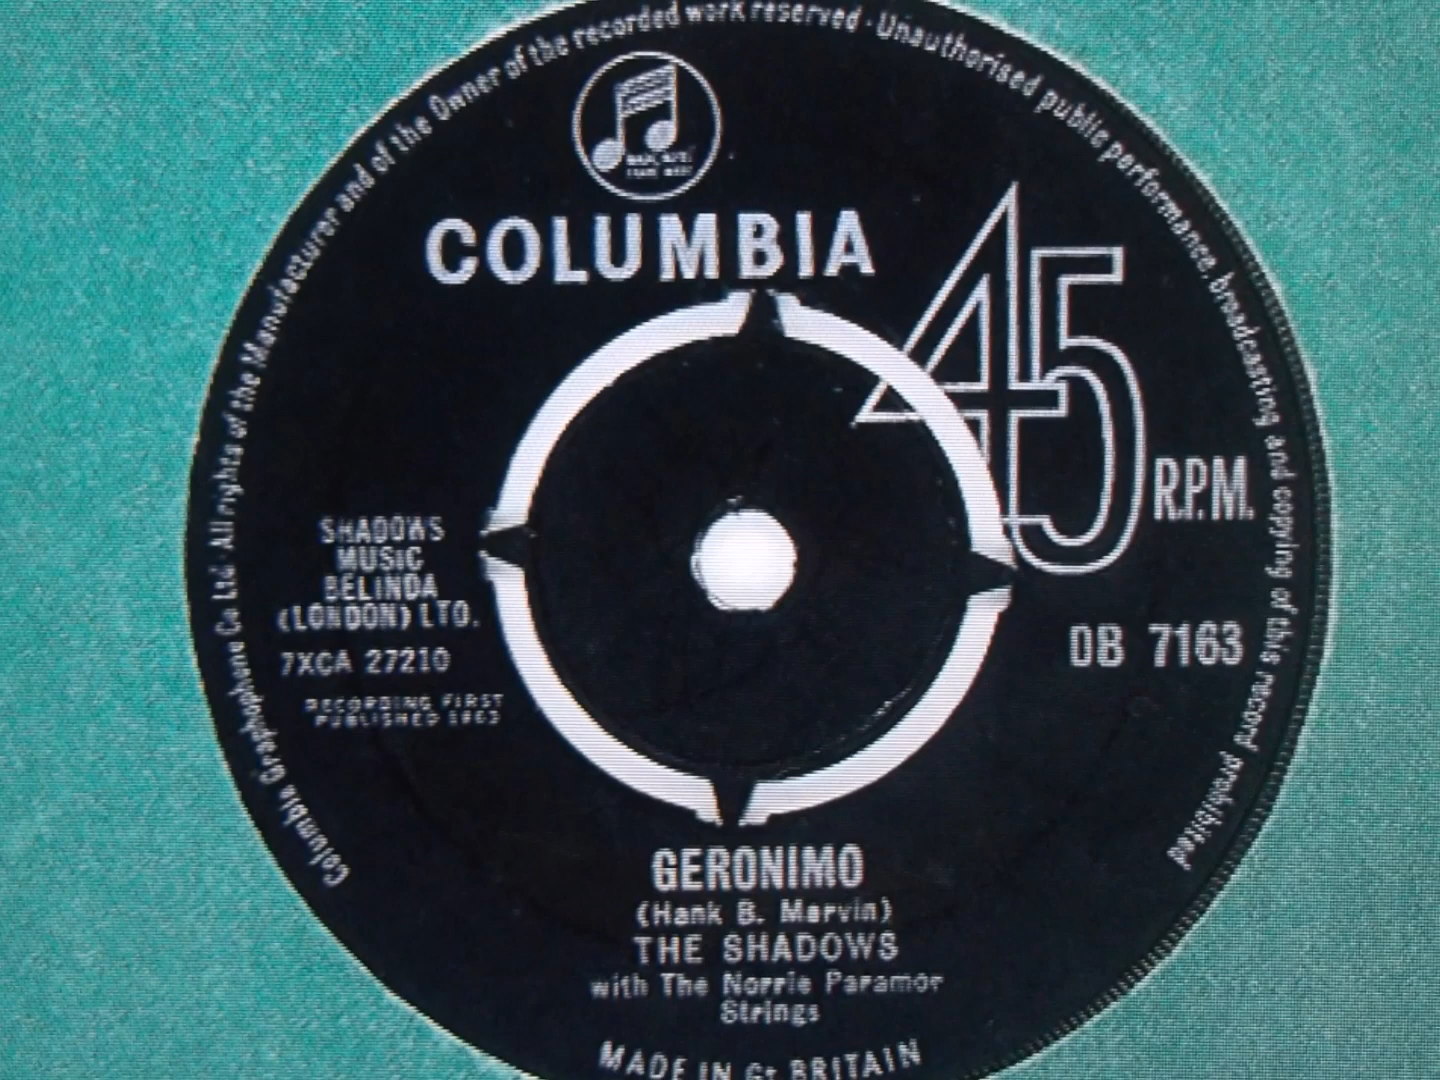 Columbia Graphophone Co. Ltd · All rights of the Manufacturer and of the Owner of the recorded work reserved · Unauthorised public performance, broadcasting and copying of this record prohibited
TRADE MARK
COLUMBIA
45
R.P.M.
SHADOWS
MUSIC
BELINDA
(LONDON) LTD.
7XCA 27210
RECORDING FIRST
PUBLISHED 1963
DB 7163
GERONIMO
(Hank B. Marvin)
THE SHADOWS
with The Norrie Paramor
Strings
MADE IN Gt BRITAIN